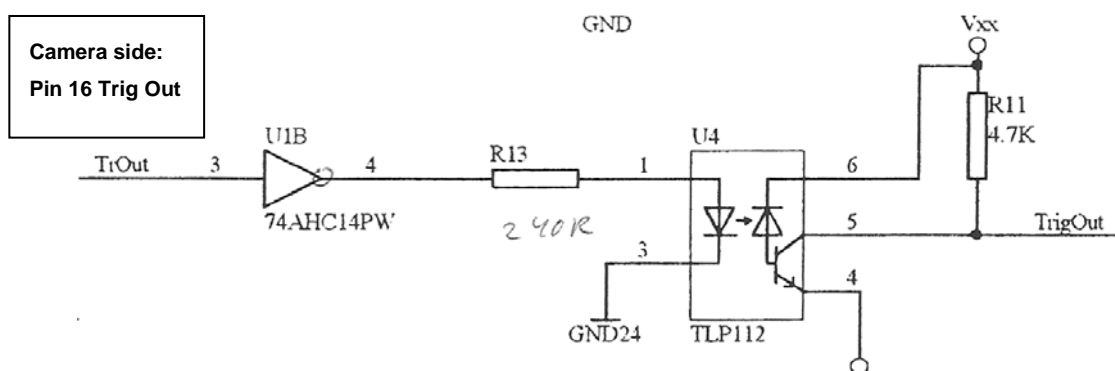 GND
Vxx
Camera side:
Pin 16 Trig Out
R11
4.7K
U1B
U4
TrOut
3
4
R13
1
6
74AHC14PW
240R
5
TrigOut
3
4
GND24
TLP112